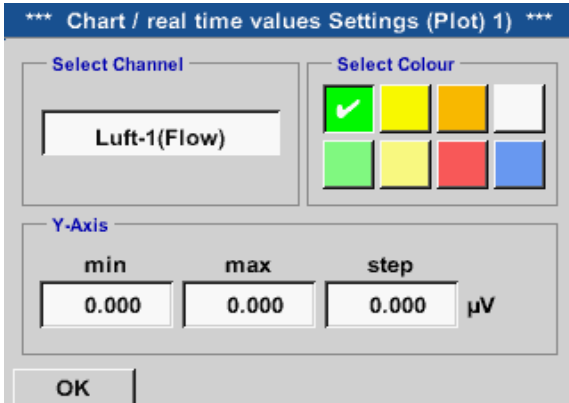 *** Chart / real time values Settings (Plot) 1) ***
Select Channel
Select Colour
Luft-1(Flow)
Y-Axis
min max step
0.000 0.000 0.000 µV
OK